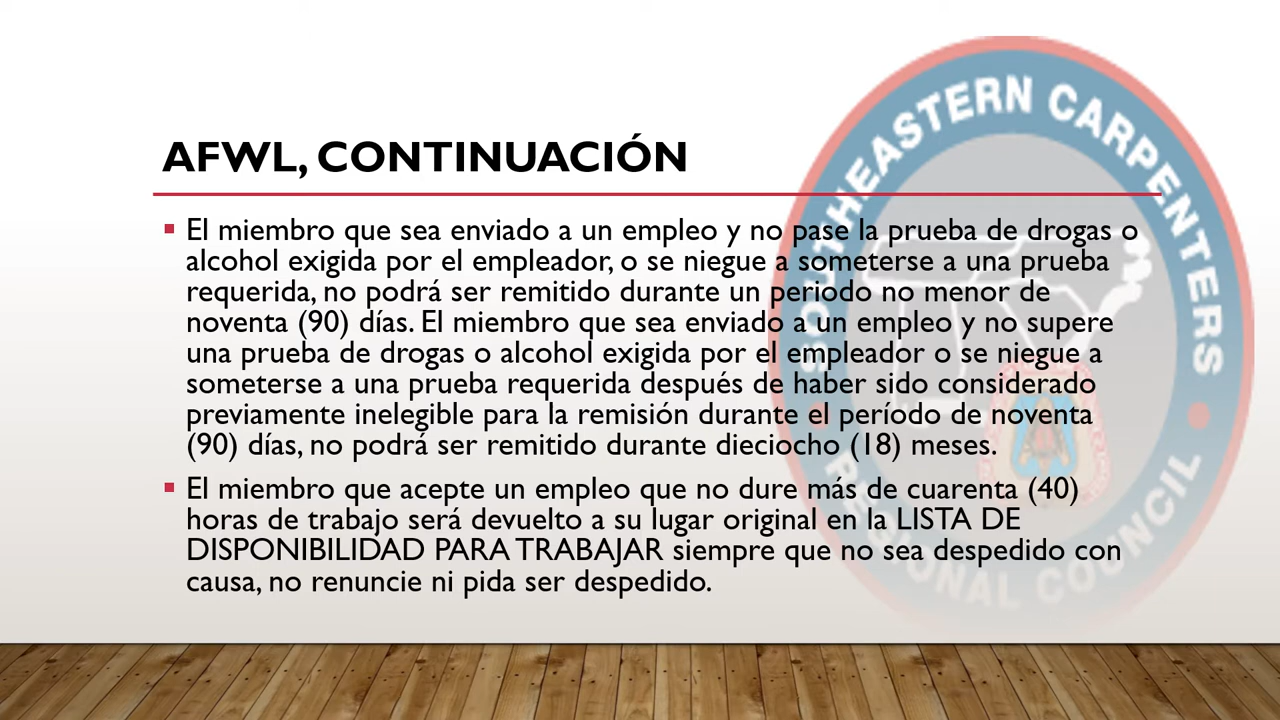 AFWL, CONTINUACIÓN
El miembro que sea enviado a un empleo y no pase la prueba de drogas o
alcohol exigida por el empleador, o se niegue a someterse a una prueba
requerida, no podrá ser remitido durante un periodo no menor de
noventa (90) días. El miembro que sea enviado a un empleo y no supere
una prueba de drogas o alcohol exigida por el empleador o se niegue a
someterse a una prueba requerida después de haber sido considerado
previamente inelegible para la remisión durante el período de noventa
(90) días, no podrá ser remitido durante dieciocho (18) meses.
El miembro que acepte un empleo que no dure más de cuarenta (40)
horas de trabajo será devuelto a su lugar original en la LISTA DE
DISPONIBILIDAD PARA TRABAJAR siempre que no sea despedido con
causa, no renuncie ni pida ser despedido.
SOUTHEASTERN CARPENTERS
REGIONAL COUNCIL